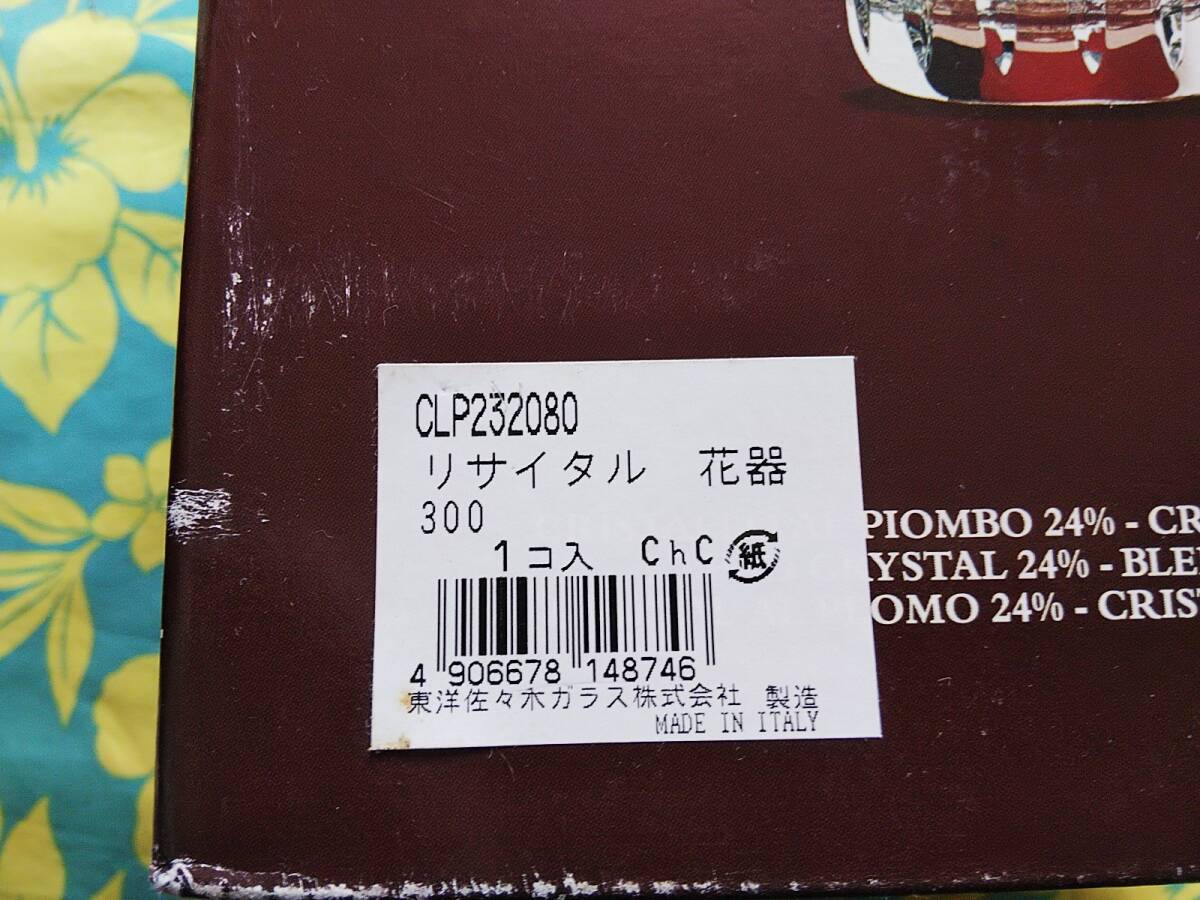 CLP232080
リサイタル 花器
300
1コ入 ChC 紙
4 906678 148746
東洋佐々木ガラス株式会社 製造
MADE IN ITALY
PIOMBO 24% - CR
RYSTAL 24% - BLE
OMO 24% - CRIST